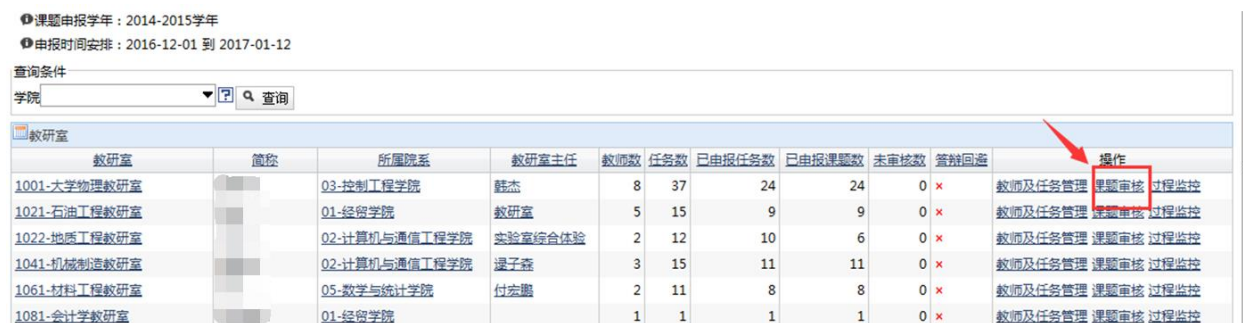 课题申报学年：2014-2015学年
申报时间安排：2016-12-01 到 2017-01-12
查询条件
学院 ? 查询
教研室
教研室 简称 所属院系 教研室主任 教师数 任务数 已申报任务数 已申报课题数 未审核数 答辩回避 操作
1001-大学物理教研室 03-控制工程学院 韩杰 8 37 24 24 0 × 教师及任务管理 课题审核 过程监控
1021-石油工程教研室 01-经贸学院 教研室 5 15 9 9 0 × 教师及任务管理 课题审核 过程监控
1022-地质工程教研室 02-计算机与通信工程学院 实验室综合体验 2 12 10 6 0 × 教师及任务管理 课题审核 过程监控
1041-机械制造教研室 02-计算机与通信工程学院 逯子森 3 15 11 11 0 × 教师及任务管理 课题审核 过程监控
1061-材料工程教研室 05-数学与统计学院 付宏鹏 2 11 8 8 0 × 教师及任务管理 课题审核 过程监控
1081-会计学教研室 01-经贸学院 1 1 1 1 0 × 教师及任务管理 课题审核 过程监控